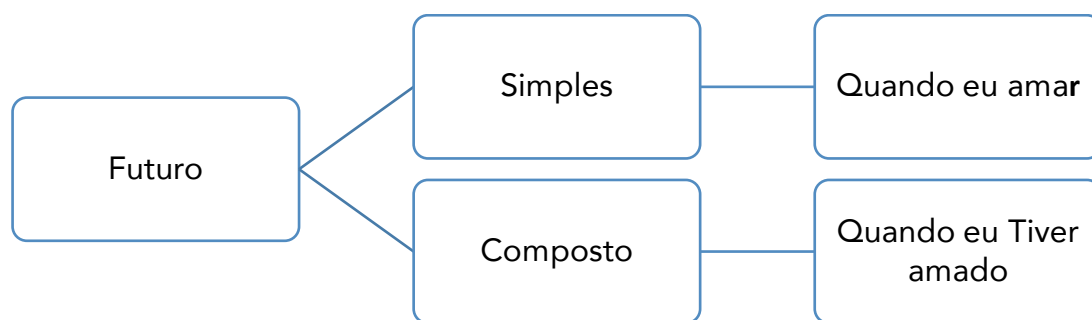 Futuro
Simples
Quando eu amar
Composto
Quando eu Tiver
amado